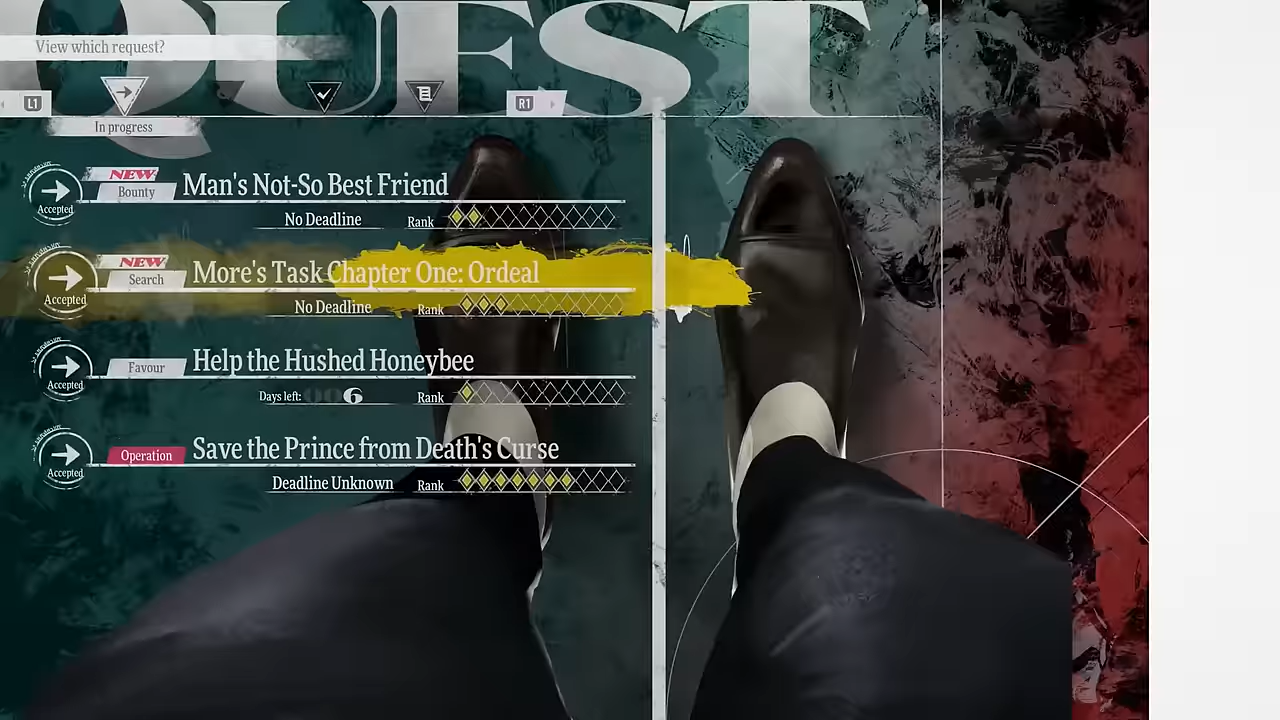 QUEST
View which request?
L1
R1
In progress
NEW
Bounty
Man's Not-So Best Friend
Accepted
No Deadline
Rank
NEW
Search
More's Task Chapter One: Ordeal
Accepted
No Deadline
Rank
Favour
Help the Hushed Honeybee
Accepted
Days left: 006
Rank
Operation
Save the Prince from Death's Curse
Accepted
Deadline Unknown
Rank